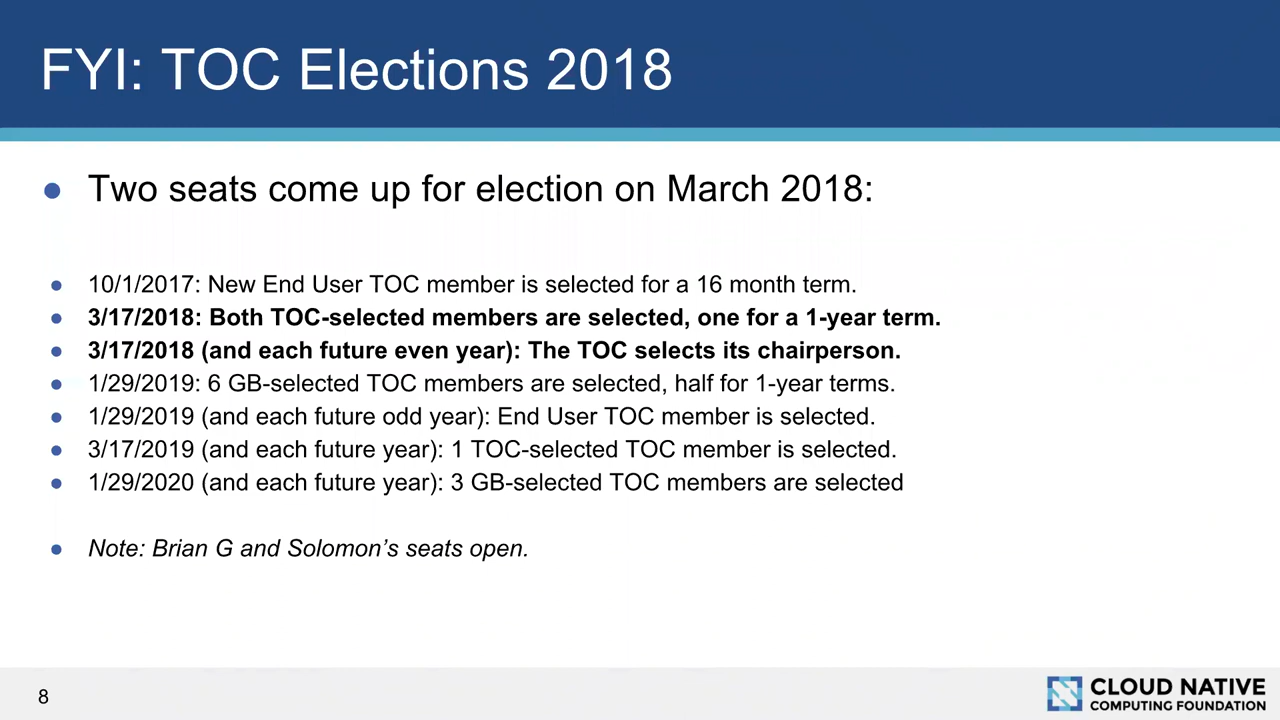 FYI: TOC Elections 2018
● Two seats come up for election on March 2018:
● 10/1/2017: New End User TOC member is selected for a 16 month term.
● 3/17/2018: Both TOC-selected members are selected, one for a 1-year term.
● 3/17/2018 (and each future even year): The TOC selects its chairperson.
● 1/29/2019: 6 GB-selected TOC members are selected, half for 1-year terms.
● 1/29/2019 (and each future odd year): End User TOC member is selected.
● 3/17/2019 (and each future year): 1 TOC-selected TOC member is selected.
● 1/29/2020 (and each future year): 3 GB-selected TOC members are selected
● Note: Brian G and Solomon’s seats open.
8
CLOUD NATIVE
COMPUTING FOUNDATION